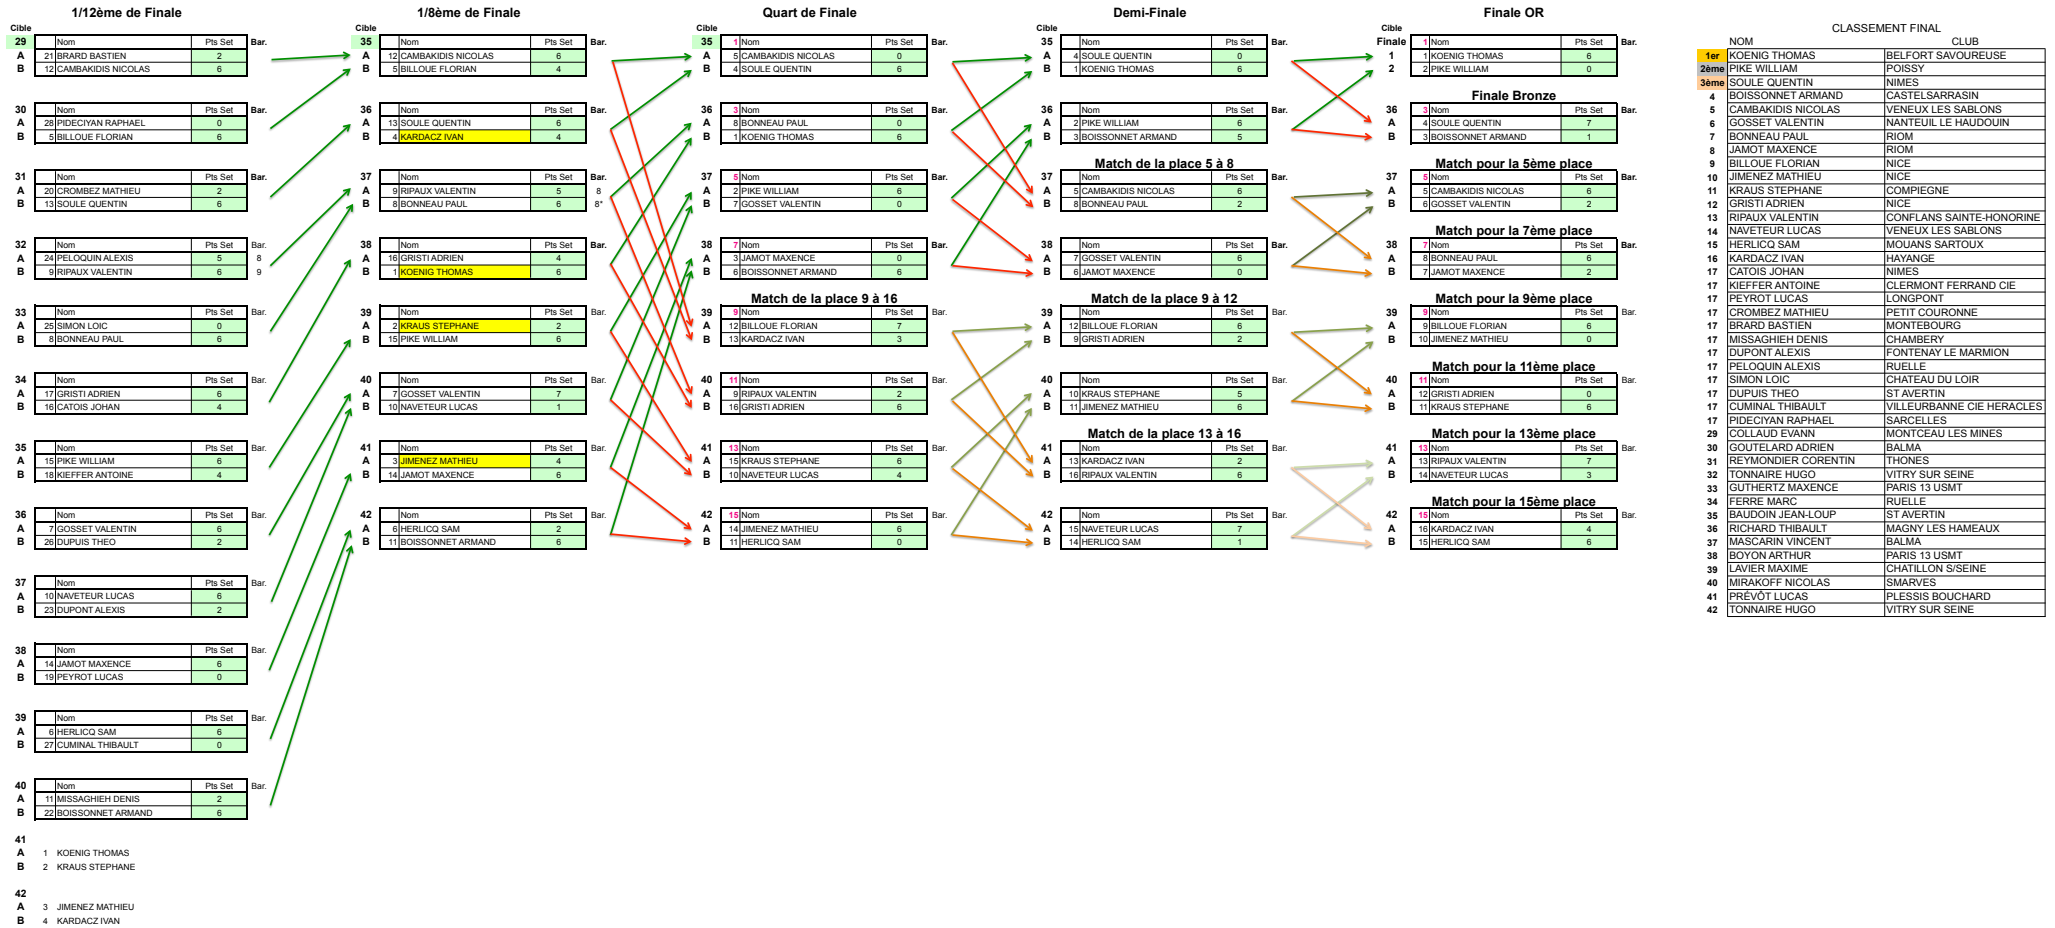 1/12ème de Finale
Cible
29 Nom Pts Set Bar.
A 21 BRARD BASTIEN 2
B 12 CAMBAKIDIS NICOLAS 6
30 Nom Pts Set Bar.
A 28 PIDECIYAN RAPHAEL 0
B 5 BILLOUE FLORIAN 6
31 Nom Pts Set Bar.
A 20 CROMBEZ MATHIEU 2
B 13 SOULE QUENTIN 6
32 Nom Pts Set Bar.
A 24 PELOQUIN ALEXIS 5 8
B 9 RIPAUX VALENTIN 6 9
33 Nom Pts Set Bar.
A 25 SIMON LOIC 0
B 8 BONNEAU PAUL 6
34 Nom Pts Set Bar.
A 17 GRISTI ADRIEN 6
B 16 CATOIS JOHAN 4
35 Nom Pts Set Bar.
A 15 PIKE WILLIAM 6
B 18 KIEFFER ANTOINE 4
36 Nom Pts Set Bar.
A 7 GOSSET VALENTIN 6
B 26 DUPUIS THEO 2
37 Nom Pts Set Bar.
A 10 NAVETEUR LUCAS 6
B 23 DUPONT ALEXIS 2
38 Nom Pts Set Bar.
A 14 JAMOT MAXENCE 6
B 19 PEYROT LUCAS 0
39 Nom Pts Set Bar.
A 6 HERLICQ SAM 6
B 27 CUMINAL THIBAULT 0
40 Nom Pts Set Bar.
A 11 MISSAGHIEH DENIS 2
B 22 BOISSONNET ARMAND 6
41
A 1 KOENIG THOMAS
B 2 KRAUS STEPHANE
42
A 3 JIMENEZ MATHIEU
B 4 KARDACZ IVAN
1/8ème de Finale
Cible
35 Nom Pts Set Bar.
A 12 CAMBAKIDIS NICOLAS 6
B 5 BILLOUE FLORIAN 4
36 Nom Pts Set Bar.
A 13 SOULE QUENTIN 6
B 4 KARDACZ IVAN 4
37 Nom Pts Set Bar.
A 9 RIPAUX VALENTIN 5 8
B 8 BONNEAU PAUL 6 8*
38 Nom Pts Set Bar.
A 16 GRISTI ADRIEN 4
B 1 KOENIG THOMAS 6
39 Nom Pts Set Bar.
A 2 KRAUS STEPHANE 2
B 15 PIKE WILLIAM 6
40 Nom Pts Set Bar.
A 7 GOSSET VALENTIN 7
B 10 NAVETEUR LUCAS 1
41 Nom Pts Set Bar.
A 3 JIMENEZ MATHIEU 4
B 14 JAMOT MAXENCE 6
42 Nom Pts Set Bar.
A 6 HERLICQ SAM 2
B 11 BOISSONNET ARMAND 6
Quart de Finale
Cible
35 1 Nom Pts Set Bar.
A 5 CAMBAKIDIS NICOLAS 0
B 4 SOULE QUENTIN 6
36 3 Nom Pts Set Bar.
A 8 BONNEAU PAUL 0
B 1 KOENIG THOMAS 6
37 5 Nom Pts Set Bar.
A 2 PIKE WILLIAM 6
B 7 GOSSET VALENTIN 0
38 7 Nom Pts Set Bar.
A 3 JAMOT MAXENCE 0
B 6 BOISSONNET ARMAND 6
Match de la place 9 à 16
39 9 Nom Pts Set Bar.
A 12 BILLOUE FLORIAN 7
B 13 KARDACZ IVAN 3
40 11 Nom Pts Set Bar.
A 9 RIPAUX VALENTIN 2
B 16 GRISTI ADRIEN 6
41 13 Nom Pts Set Bar.
A 15 KRAUS STEPHANE 6
B 10 NAVETEUR LUCAS 4
42 15 Nom Pts Set Bar.
A 14 JIMENEZ MATHIEU 6
B 11 HERLICQ SAM 0
Demi-Finale
Cible
35 Nom Pts Set Bar.
A 4 SOULE QUENTIN 0
B 1 KOENIG THOMAS 6
36 Nom Pts Set Bar.
A 2 PIKE WILLIAM 6
B 3 BOISSONNET ARMAND 5
Match de la place 5 à 8
37 Nom Pts Set Bar.
A 5 CAMBAKIDIS NICOLAS 6
B 8 BONNEAU PAUL 2
38 Nom Pts Set Bar.
A 7 GOSSET VALENTIN 6
B 6 JAMOT MAXENCE 0
Match de la place 9 à 12
39 Nom Pts Set Bar.
A 12 BILLOUE FLORIAN 6
B 9 GRISTI ADRIEN 2
40 Nom Pts Set Bar.
A 10 KRAUS STEPHANE 5
B 11 JIMENEZ MATHIEU 6
Match de la place 13 à 16
41 Nom Pts Set Bar.
A 13 KARDACZ IVAN 2
B 16 RIPAUX VALENTIN 6
42 Nom Pts Set Bar.
A 15 NAVETEUR LUCAS 7
B 14 HERLICQ SAM 1
Finale OR
Cible
Finale 1 Nom Pts Set Bar.
1 1 KOENIG THOMAS 6
2 2 PIKE WILLIAM 0
Finale Bronze
36 3 Nom Pts Set Bar.
A 4 SOULE QUENTIN 7
B 3 BOISSONNET ARMAND 1
Match pour la 5ème place
37 5 Nom Pts Set Bar.
A 5 CAMBAKIDIS NICOLAS 6
B 6 GOSSET VALENTIN 2
Match pour la 7ème place
38 7 Nom Pts Set Bar.
A 8 BONNEAU PAUL 6
B 7 JAMOT MAXENCE 2
Match pour la 9ème place
39 9 Nom Pts Set Bar.
A 9 BILLOUE FLORIAN 6
B 10 JIMENEZ MATHIEU 0
Match pour la 11ème place
40 11 Nom Pts Set Bar.
A 12 GRISTI ADRIEN 0
B 11 KRAUS STEPHANE 6
Match pour la 13ème place
41 13 Nom Pts Set Bar.
A 13 RIPAUX VALENTIN 7
B 14 NAVETEUR LUCAS 3
Match pour la 15ème place
42 15 Nom Pts Set Bar.
A 16 KARDACZ IVAN 4
B 15 HERLICQ SAM 6
CLASSEMENT FINAL
NOM CLUB
1er KOENIG THOMAS BELFORT SAVOUREUSE
2ème PIKE WILLIAM POISSY
3ème SOULE QUENTIN NIMES
4 BOISSONNET ARMAND CASTELSARRASIN
5 CAMBAKIDIS NICOLAS VENEUX LES SABLONS
6 GOSSET VALENTIN NANTEUIL LE HAUDOUIN
7 BONNEAU PAUL RIOM
8 JAMOT MAXENCE RIOM
9 BILLOUE FLORIAN NICE
10 JIMENEZ MATHIEU NICE
11 KRAUS STEPHANE COMPIEGNE
12 GRISTI ADRIEN NICE
13 RIPAUX VALENTIN CONFLANS SAINTE-HONORINE
14 NAVETEUR LUCAS VENEUX LES SABLONS
15 HERLICQ SAM MOUANS SARTOUX
16 KARDACZ IVAN HAYANGE
17 CATOIS JOHAN NIMES
17 KIEFFER ANTOINE CLERMONT FERRAND CIE
17 PEYROT LUCAS LONGPONT
17 CROMBEZ MATHIEU PETIT COURONNE
17 BRARD BASTIEN MONTEBOURG
17 MISSAGHIEH DENIS CHAMBERY
17 DUPONT ALEXIS FONTENAY LE MARMION
17 PELOQUIN ALEXIS RUELLE
17 SIMON LOIC CHATEAU DU LOIR
17 DUPUIS THEO ST AVERTIN
17 CUMINAL THIBAULT VILLEURBANNE CIE HERACLES
17 PIDECIYAN RAPHAEL SARCELLES
29 COLLAUD EVANN MONTCEAU LES MINES
30 GOUTELARD ADRIEN BALMA
31 REYMONDIER CORENTIN THONES
32 TONNAIRE HUGO VITRY SUR SEINE
33 GUTHERTZ MAXENCE PARIS 13 USMT
34 FERRE MARC RUELLE
35 BAUDOIN JEAN-LOUP ST AVERTIN
36 RICHARD THIBAULT MAGNY LES HAMEAUX
37 MASCARIN VINCENT BALMA
38 BOYON ARTHUR PARIS 13 USMT
39 LAVIER MAXIME CHATILLON S/SEINE
40 MIRAKOFF NICOLAS SMARVES
41 PRÉVÔT LUCAS PLESSIS BOUCHARD
42 TONNAIRE HUGO VITRY SUR SEINE